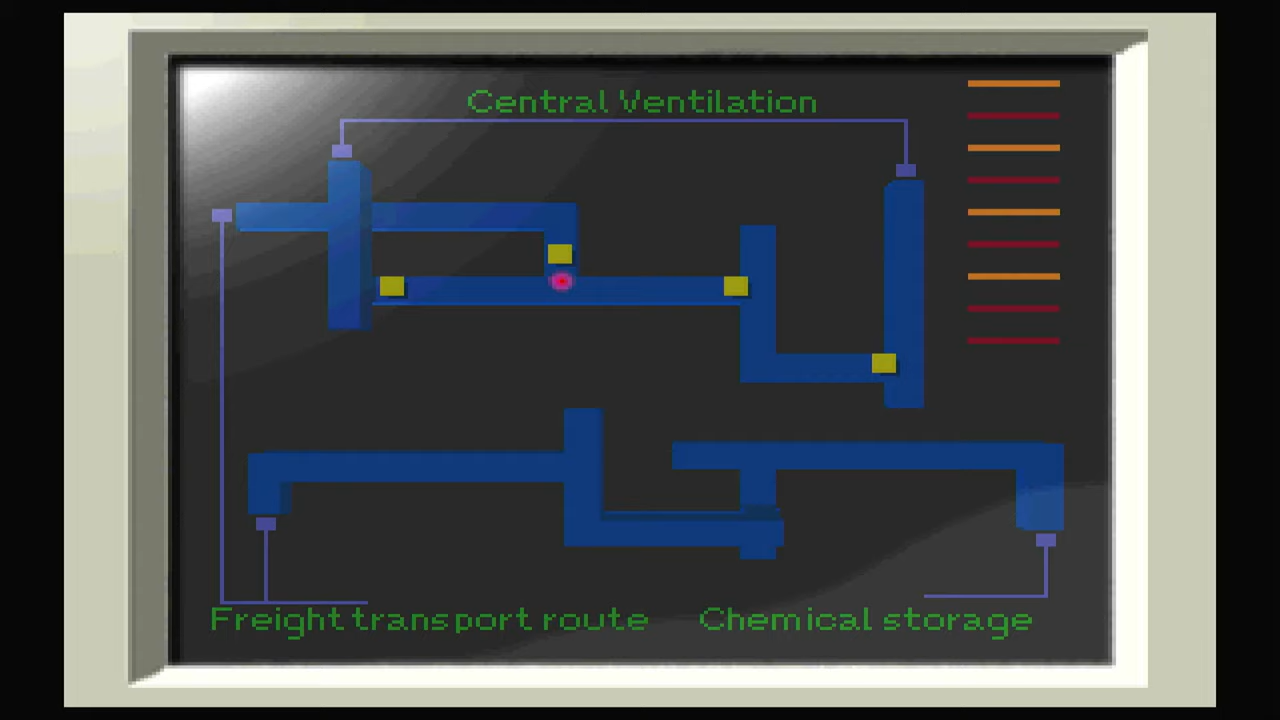 Central Ventilation
Freight transport route
Chemical storage